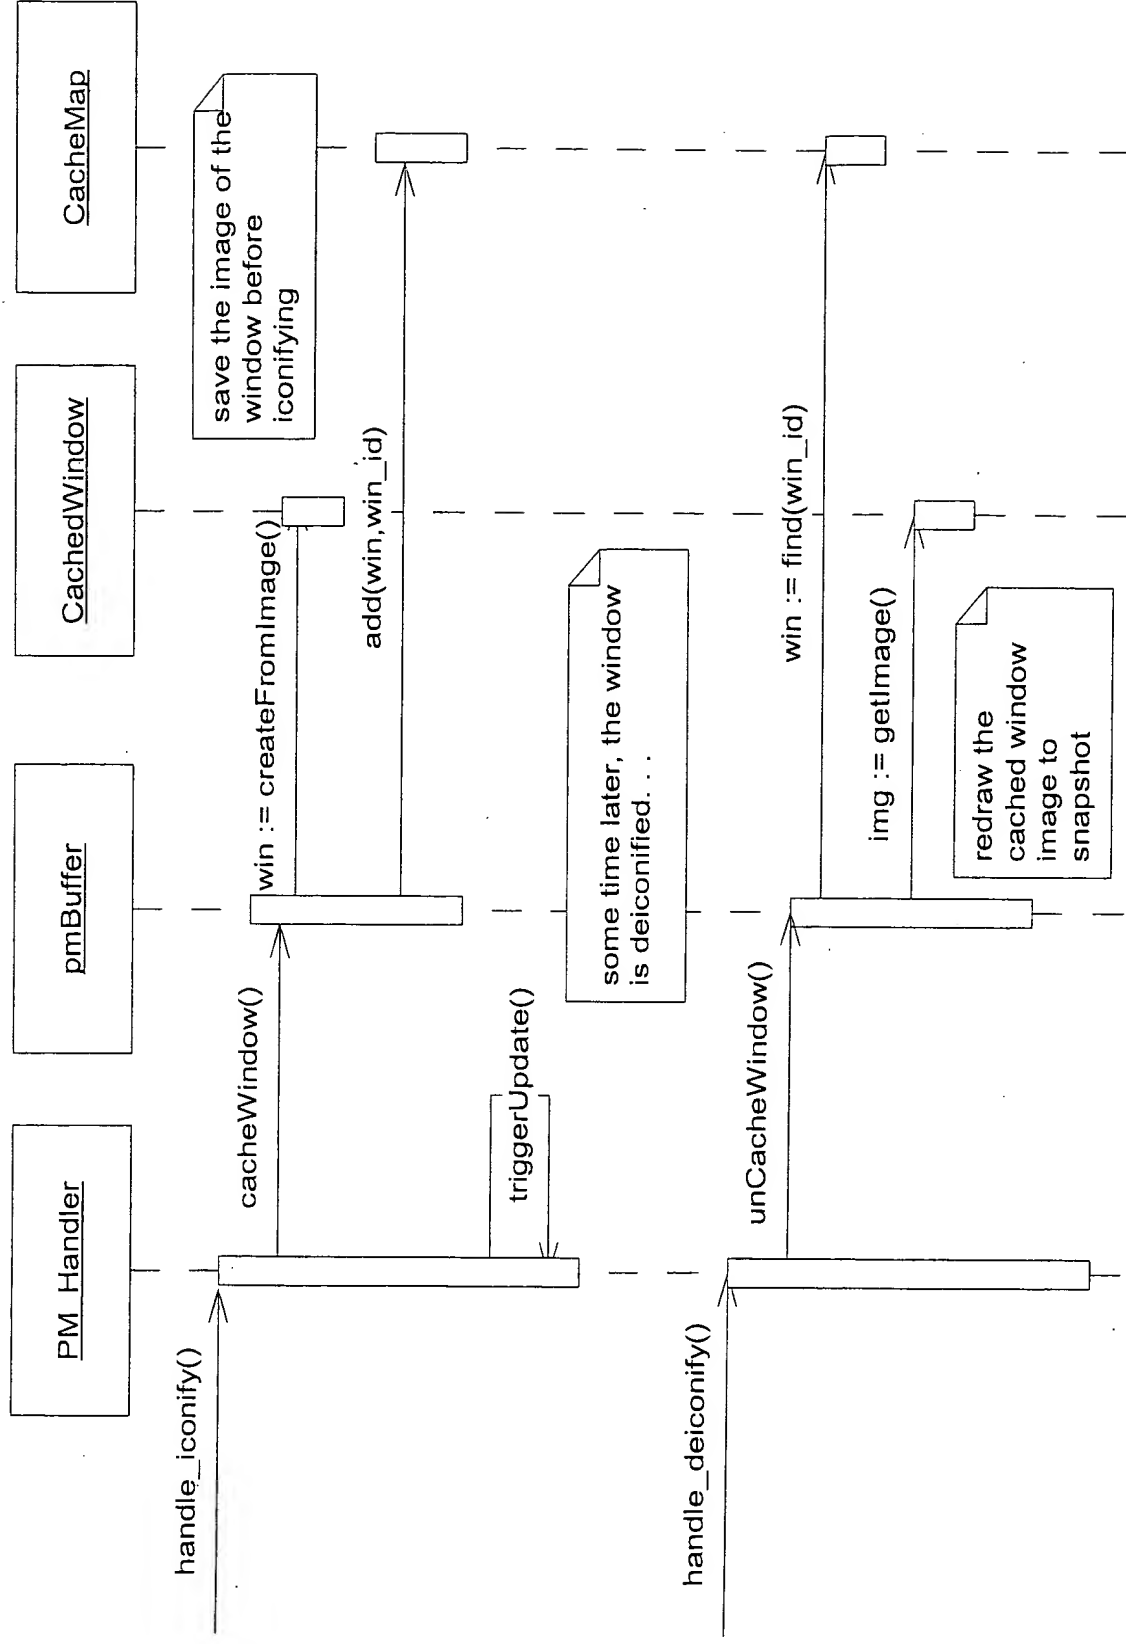 PM_Handler
pmBuffer
CachedWindow
CacheMap
handle_iconify()
cacheWindow()
win := createFromImage()
save the image of the
window before
iconifying
add(win,win_id)
triggerUpdate()
some time later, the window
is deiconified. . .
handle_deiconify()
unCacheWindow()
win := find(win_id)
img := getImage()
redraw the
cached window
image to
snapshot